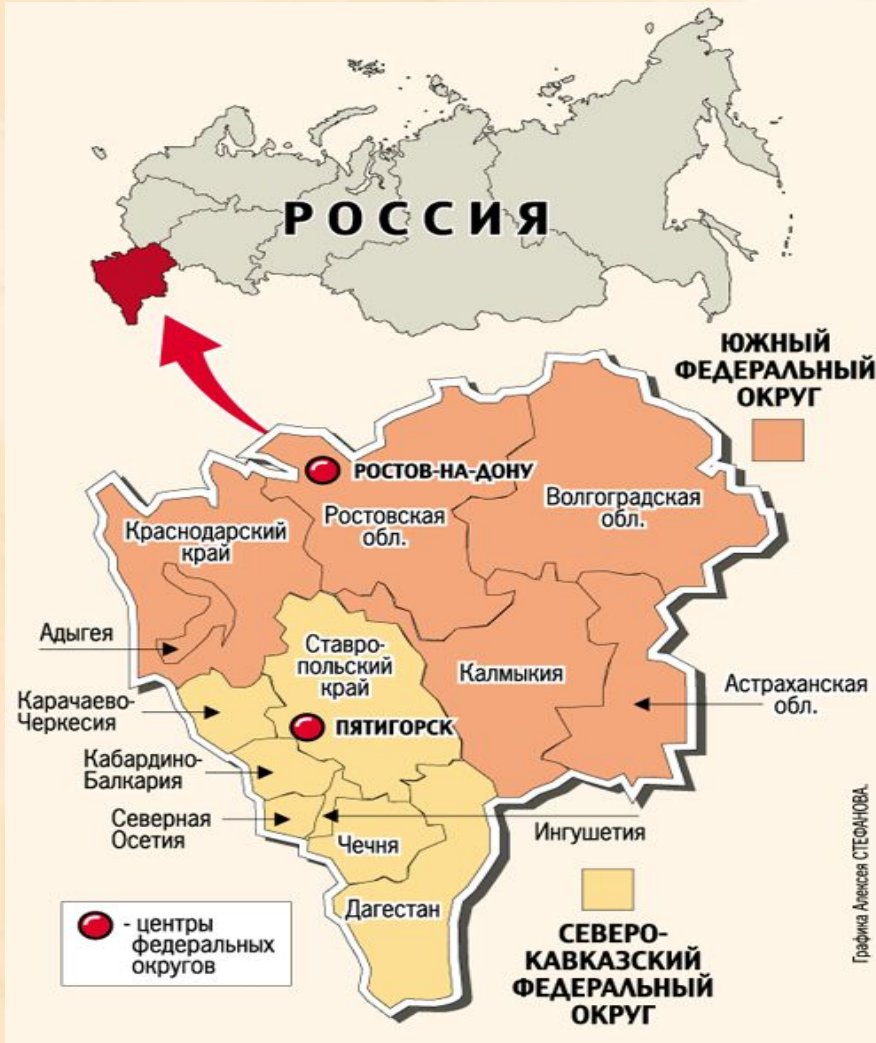 РОССИЯ
ЮЖНЫЙ
ФЕДЕРАЛЬНЫЙ
ОКРУГ
РОСТОВ-НА-ДОНУ
Волгоградская
обл.
Ростовская
обл.
Краснодарский
край
Адыгея
Ставро-
польский
край
Калмыкия
Астраханская
обл.
Карачаево-
Черкесия
ПЯТИГОРСК
Кабардино-
Балкария
Северная
Осетия
Ингушетия
Чечня
Дагестан
- центры
федеральных
округов
СЕВЕРО-
КАВКАЗСКИЙ
ФЕДЕРАЛЬНЫЙ
ОКРУГ
Графика Алексея СТЕФАНОВА.